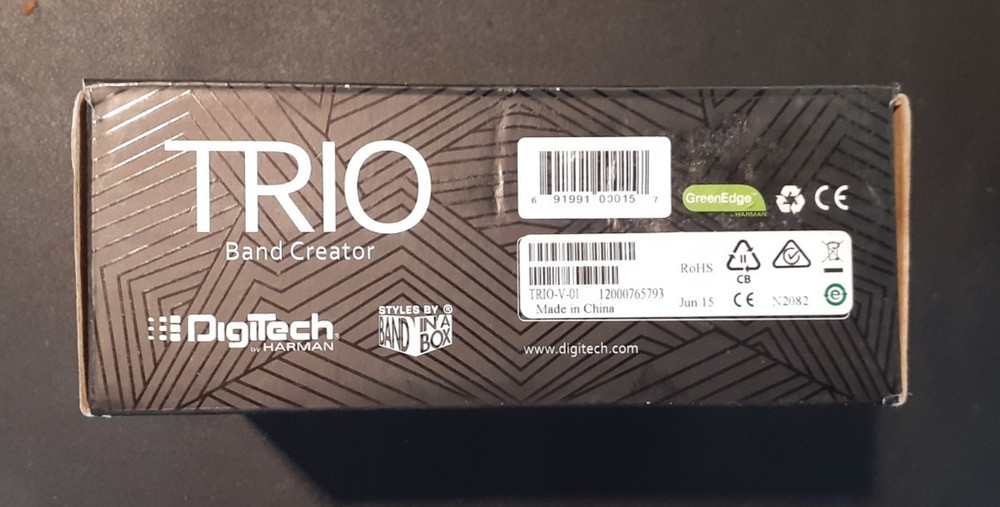 TRIO
Band Creator
DigiTech®
by HARMAN
STYLES BY ®
BAND IN A BOX
6 91991 00015 7
GreenEdge
by HARMAN
CE
TRIO-V-01 12000765793
Made in China
RoHS
CB
Jun 15 CE N2082
e
www.digitech.com